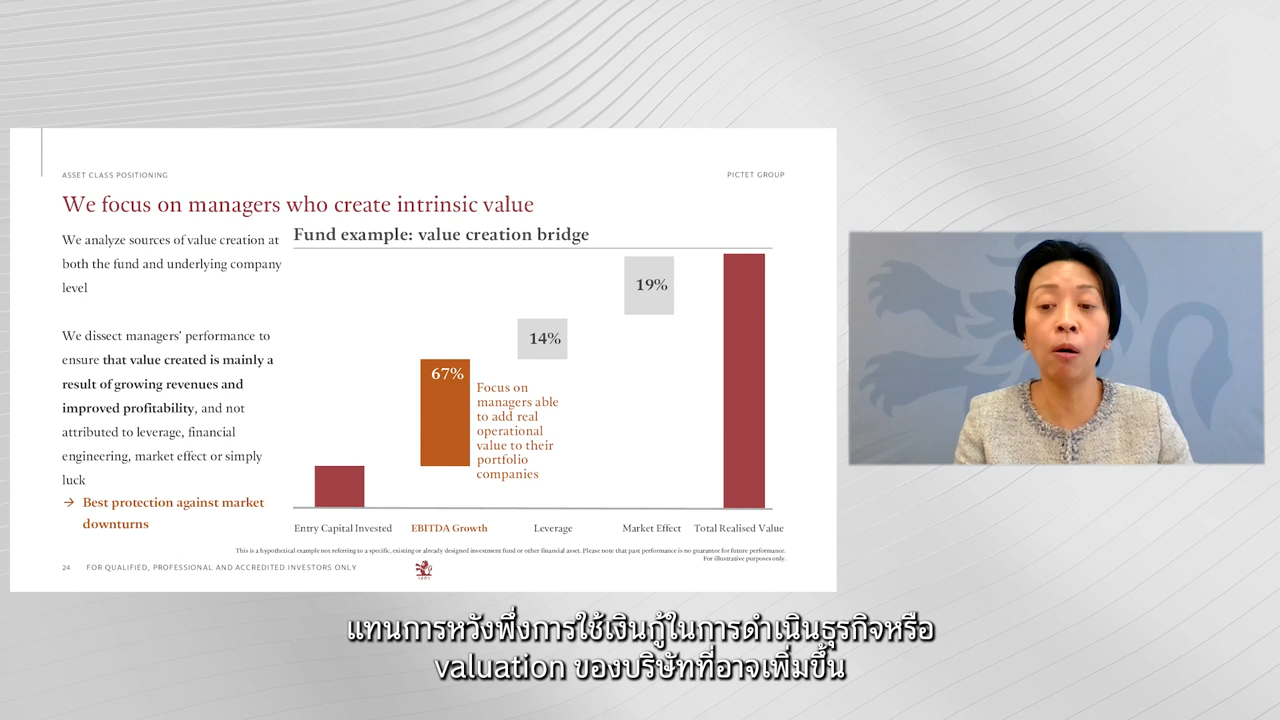 ASSET CLASS POSITIONING
PICTET GROUP
We focus on managers who create intrinsic value
We analyze sources of value creation at
both the fund and underlying company
level
We dissect managers' performance to
ensure that value created is mainly a
result of growing revenues and
improved profitability, and not
attributed to leverage, financial
engineering, market effect or simply
luck
→ Best protection against market
downturns
Fund example: value creation bridge
67%
14%
19%
Focus on
managers able
to add real
operational
value to their
portfolio
companies
Entry Capital Invested
EBITDA Growth
Leverage
Market Effect
Total Realised Value
This is a hypothetical example not referring to a specific, existing or already designed investment fund or other financial asset. Please note that past performance is no guarantee for future performance.
For illustrative purposes only.
24
FOR QUALIFIED, PROFESSIONAL AND ACCREDITED INVESTORS ONLY
แทนการหวังพึ่งการใช้เงินกู้ในการดำเนินธุรกิจหรือ
valuation ของบริษัทที่อาจเพิ่มขึ้น